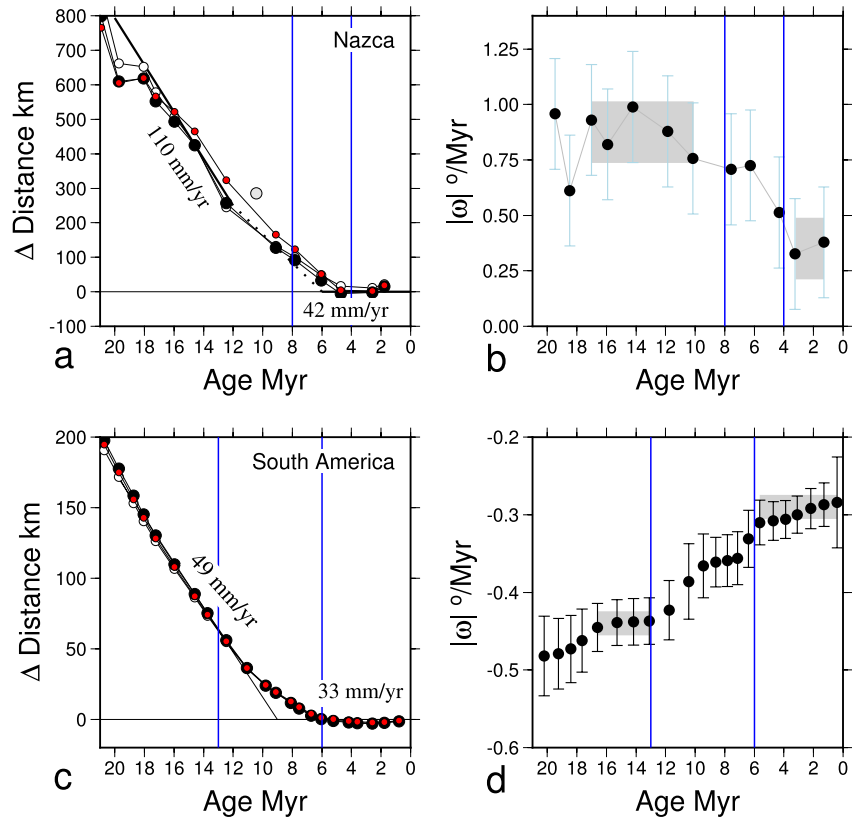 800
700
600
500
400
300
200
100
0
-100
Δ Distance km
Nazca
110 mm/yr
42 mm/yr
20 18 16 14 12 10 8 6 4 2 0
Age Myr
a
1.25
1.00
0.75
0.50
0.25
0.00
|ω| º/Myr
20 18 16 14 12 10 8 6 4 2 0
Age Myr
b
200
150
100
50
0
Δ Distance km
South America
49 mm/yr
33 mm/yr
20 18 16 14 12 10 8 6 4 2 0
Age Myr
c
-0.2
-0.3
-0.4
-0.5
-0.6
|ω| º/Myr
20 18 16 14 12 10 8 6 4 2 0
Age Myr
d